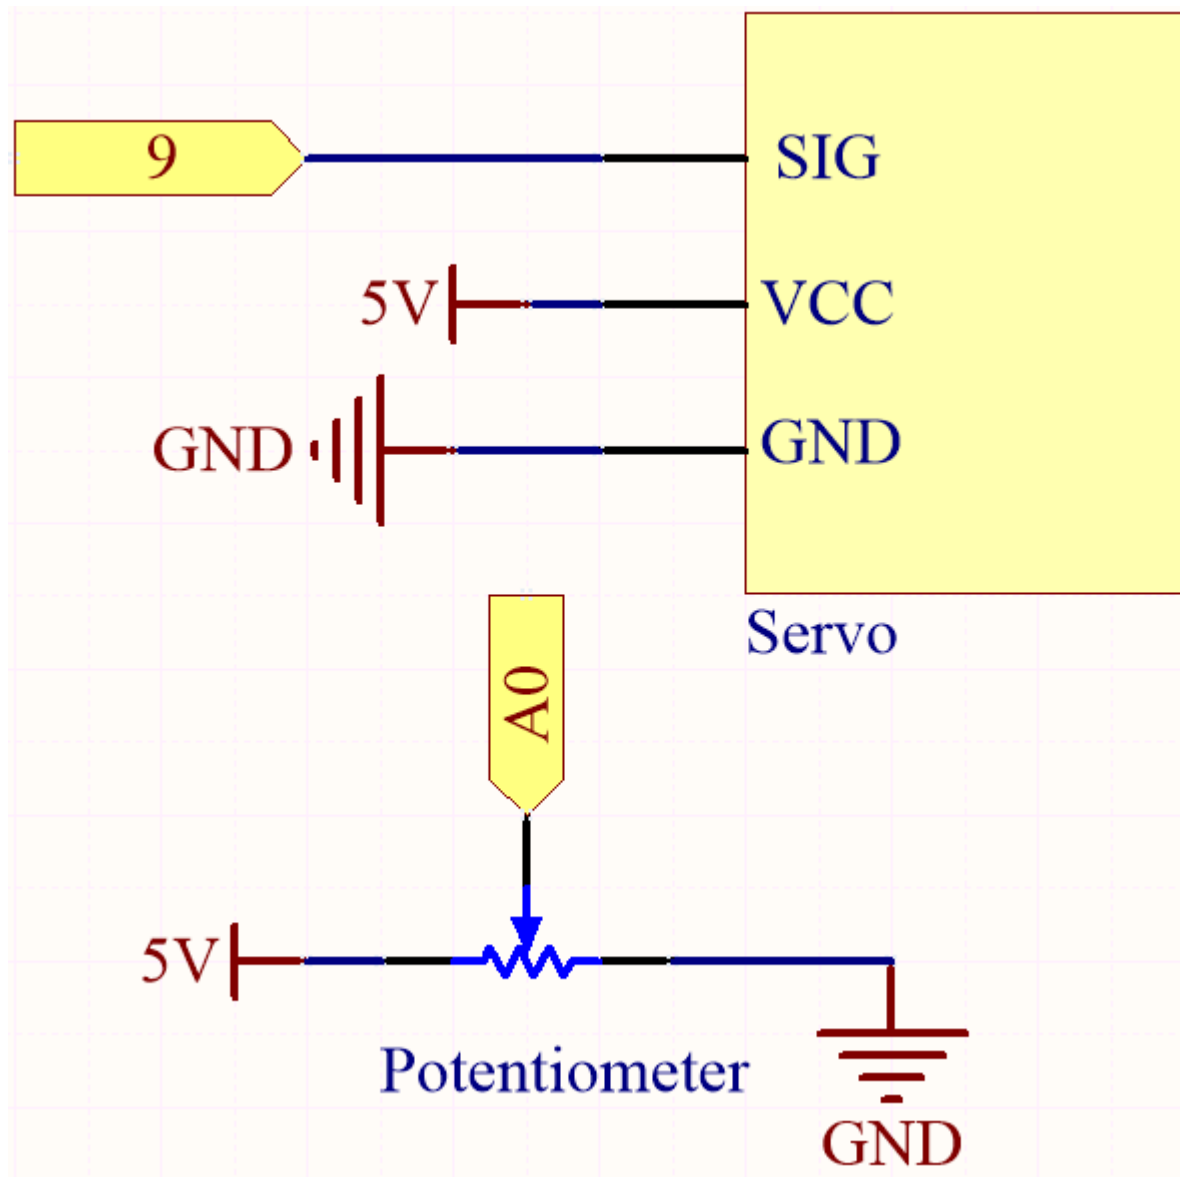 9
SIG
5V
VCC
GND
GND
Servo
A0
5V
Potentiometer
GND